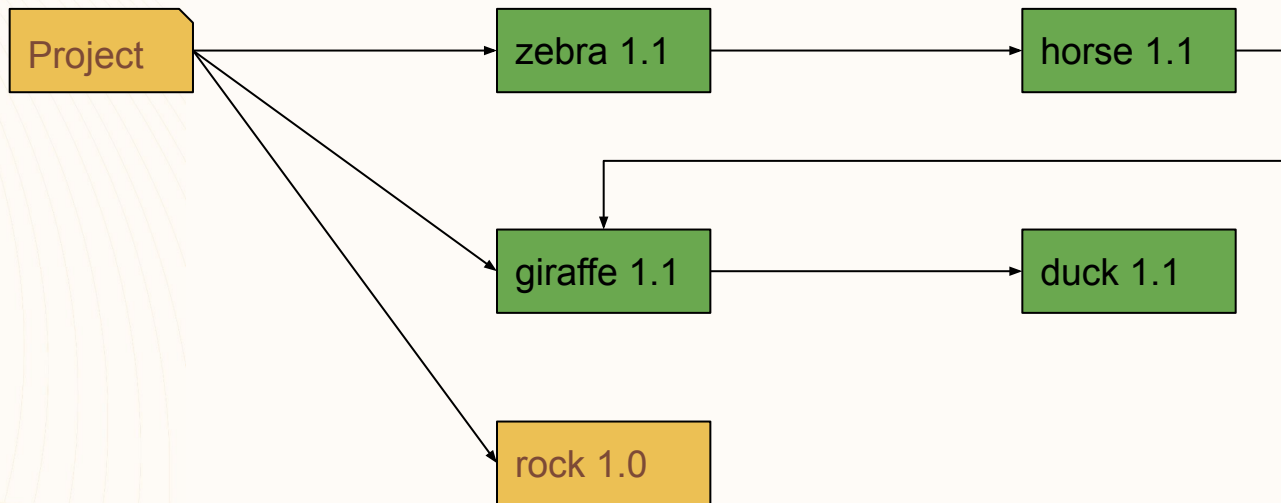 Project
zebra 1.1
horse 1.1
giraffe 1.1
duck 1.1
rock 1.0